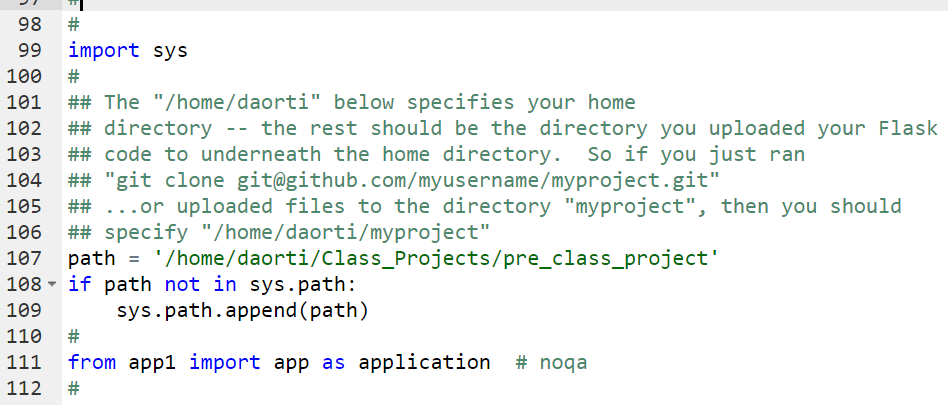 97 #
98 #
99 import sys
100 #
101 ## The "/home/daorti" below specifies your home
102 ## directory -- the rest should be the directory you uploaded your Flask
103 ## code to underneath the home directory.  So if you just ran
104 ## "git clone git@github.com/myusername/myproject.git"
105 ## ...or uploaded files to the directory "myproject", then you should
106 ## specify "/home/daorti/myproject"
107 path = '/home/daorti/Class_Projects/pre_class_project'
108 if path not in sys.path:
109     sys.path.append(path)
110 #
111 from app1 import app as application  # noqa
112 #